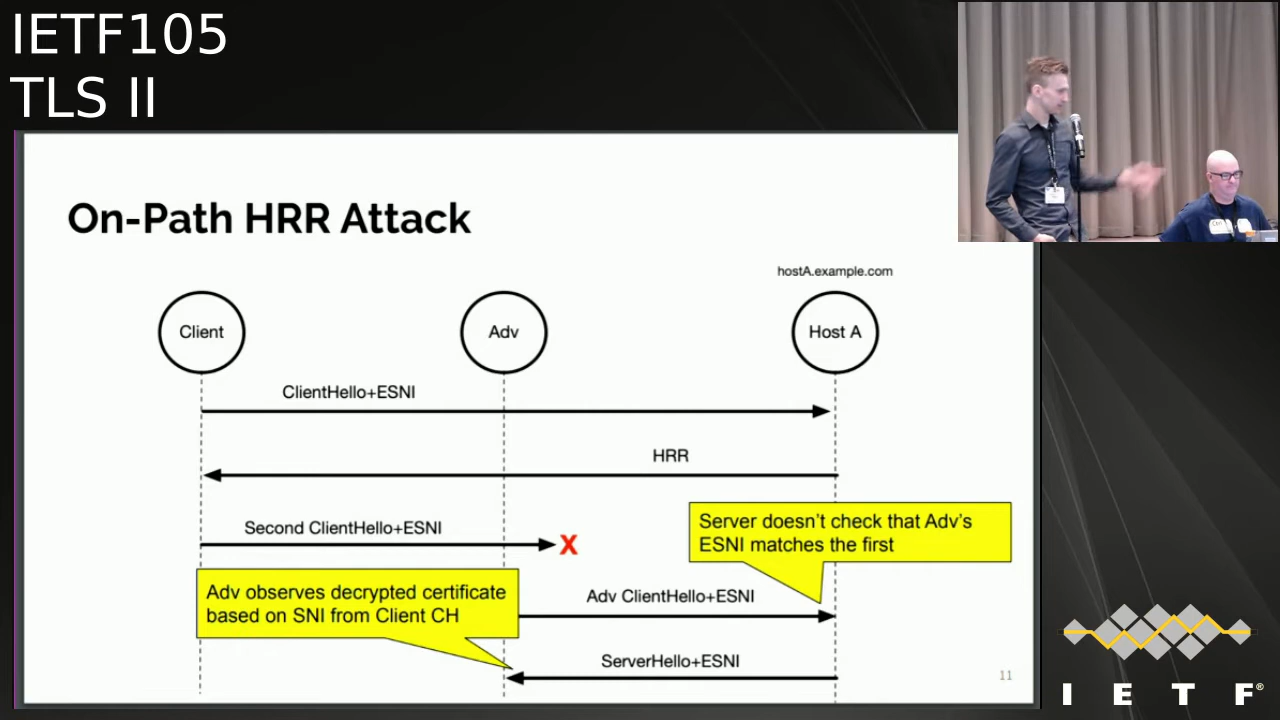 IETF105
TLS II
On-Path HRR Attack
hostA.example.com
Client
Adv
Host A
ClientHello+ESNI
HRR
Second ClientHello+ESNI
X
Server doesn't check that Adv's
ESNI matches the first
Adv observes decrypted certificate
based on SNI from Client CH
Adv ClientHello+ESNI
ServerHello+ESNI
11
I E T F®